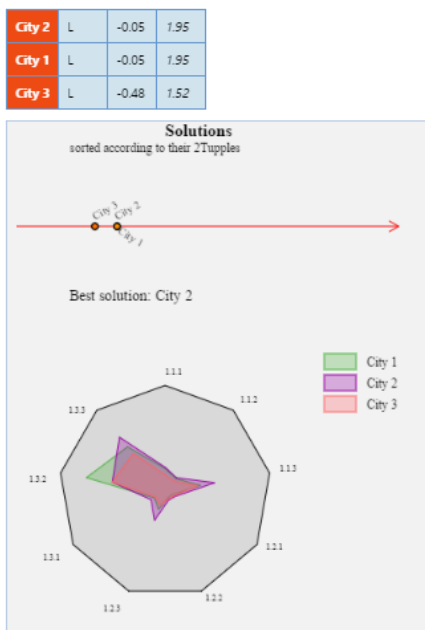 City 2 L -0.05 1.95
City 1 L -0.05 1.95
City 3 L -0.48 1.52
Solutions
sorted according to their 2Tupples
City 3
City 2
City 1
Best solution: City 2
City 1
City 2
City 3
1.1.1
1.1.2
1.1.3
1.2.1
1.2.2
1.2.3
1.3.1
1.3.2
1.3.3